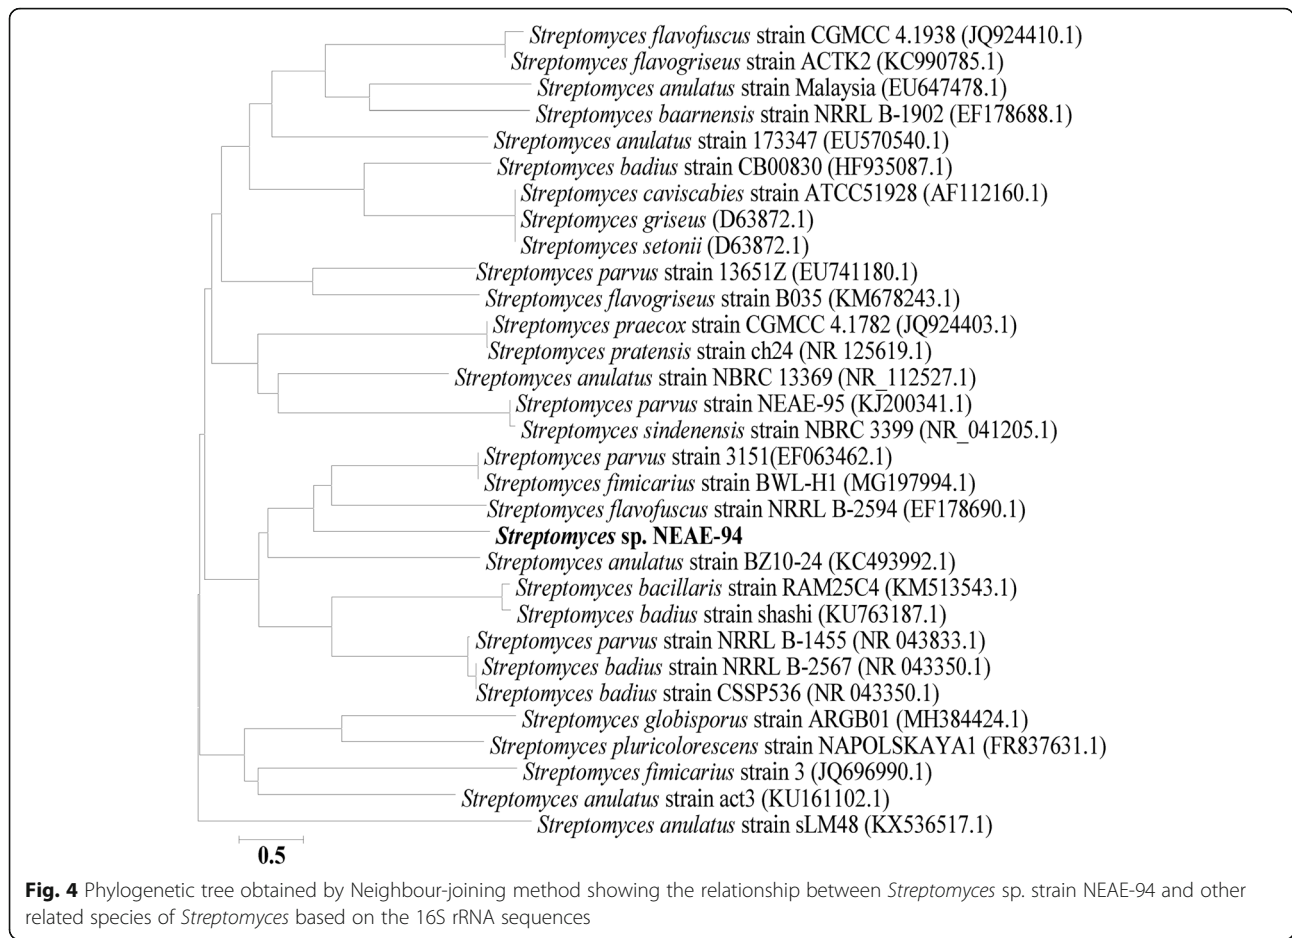 Streptomyces flavofuscus strain CGMCC 4.1938 (JQ924410.1)
Streptomyces flavogriseus strain ACTK2 (KC990785.1)
Streptomyces anulatus strain Malaysia (EU647478.1)
Streptomyces baarnensis strain NRRL B-1902 (EF178688.1)
Streptomyces anulatus strain 173347 (EU570540.1)
Streptomyces badius strain CB00830 (HF935087.1)
Streptomyces caviscabies strain ATCC51928 (AF112160.1)
Streptomyces griseus (D63872.1)
Streptomyces setonii (D63872.1)
Streptomyces parvus strain 13651Z (EU741180.1)
Streptomyces flavogriseus strain B035 (KM678243.1)
Streptomyces praecox strain CGMCC 4.1782 (JQ924403.1)
Streptomyces pratensis strain ch24 (NR 125619.1)
Streptomyces anulatus strain NBRC 13369 (NR_112527.1)
Streptomyces parvus strain NEAE-95 (KJ200341.1)
Streptomyces sindenensis strain NBRC 3399 (NR_041205.1)
Streptomyces parvus strain 3151(EF063462.1)
Streptomyces fimicarius strain BWL-H1 (MG197994.1)
Streptomyces flavofuscus strain NRRL B-2594 (EF178690.1)
Streptomyces sp. NEAE-94
Streptomyces anulatus strain BZ10-24 (KC493992.1)
Streptomyces bacillaris strain RAM25C4 (KM513543.1)
Streptomyces badius strain shashi (KU763187.1)
Streptomyces parvus strain NRRL B-1455 (NR 043833.1)
Streptomyces badius strain NRRL B-2567 (NR 043350.1)
Streptomyces badius strain CSSP536 (NR 043350.1)
Streptomyces globisporus strain ARGB01 (MH384424.1)
Streptomyces pluricolorescens strain NAPOLSKAYA1 (FR837631.1)
Streptomyces fimicarius strain 3 (JQ696990.1)
Streptomyces anulatus strain act3 (KU161102.1)
Streptomyces anulatus strain sLM48 (KX536517.1)
0.5
Fig. 4 Phylogenetic tree obtained by Neighbour-joining method showing the relationship between Streptomyces sp. strain NEAE-94 and other
related species of Streptomyces based on the 16S rRNA sequences